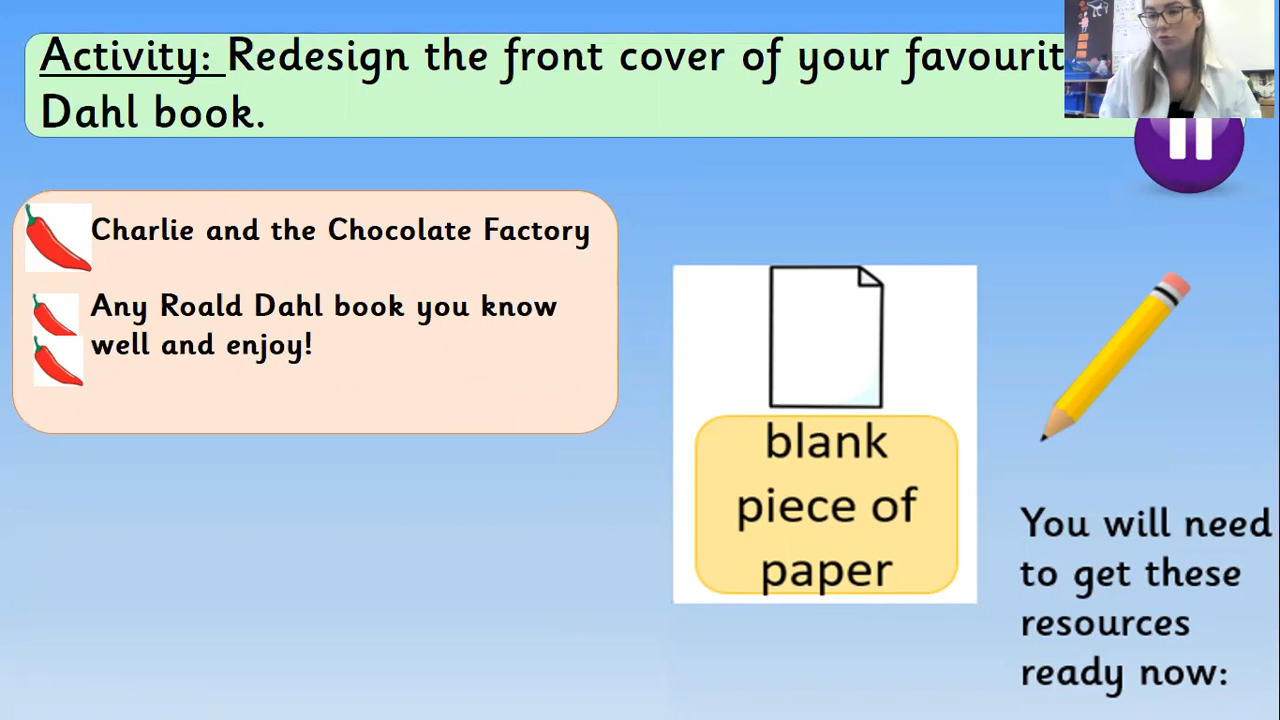 Activity: Redesign the front cover of your favourit
Dahl book.
Charlie and the Chocolate Factory
Any Roald Dahl book you know
well and enjoy!
blank
piece of
paper
You will need
to get these
resources
ready now: